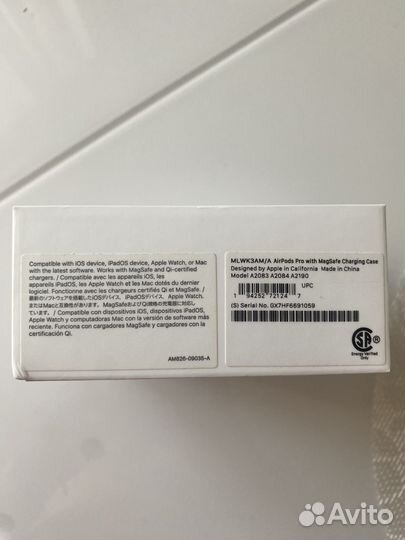 Compatible with iOS device, iPadOS device, Apple Watch, or Mac
with the latest software. Works with MagSafe and Qi-certified
chargers. / Compatible avec les appareils iOS, les
appareils iPadOS, les Apple Watch et les Mac dotés du dernier
logiciel. Fonctionne avec les chargeurs certifiés Qi et MagSafe /
最新のソフトウェアを搭載したiOSデバイス、iPadOSデバイス、Apple Watch、
またはMacと互換性があります。MagSafeおよびQi規格の充電器に対応し
ています。/ Compatible con dispositivos iOS, dispositivos iPadOS,
Apple Watch y computadoras Mac con la versión de software más
reciente. Funciona con cargadores MagSafe y cargadores con la
certificación Qi.
AM826-09035-A
MLWK3AM/A AirPods Pro with MagSafe Charging Case
Designed by Apple in California Made in China
Model A2083 A2084 A2190
UPC
1 94252 72124 7
(S) Serial No. GX7HF6691059
SA
Energy Verified
Only
Avito